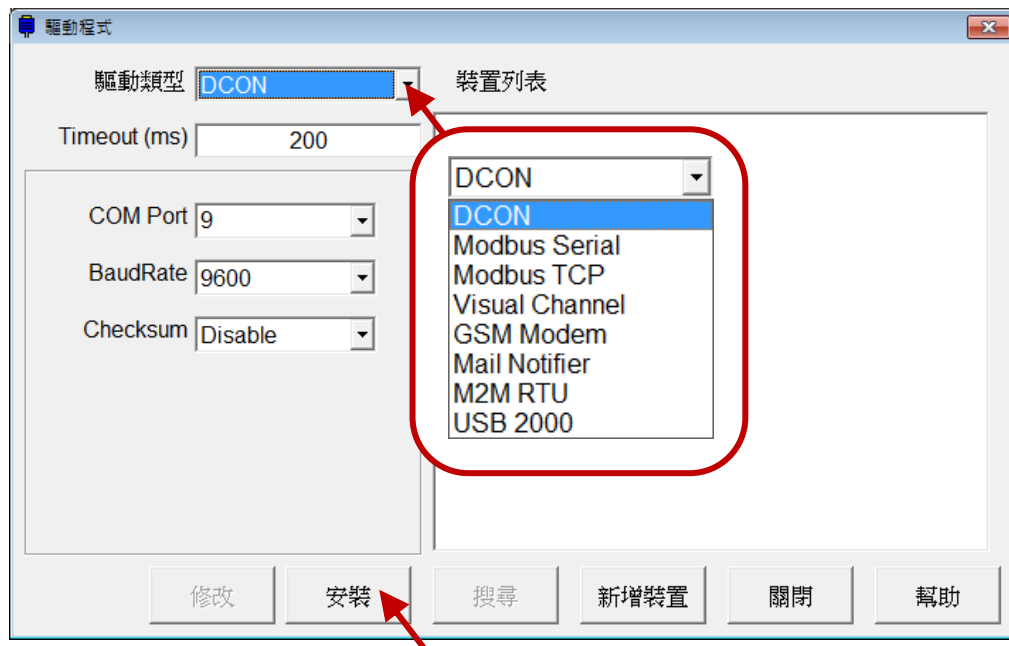 驅動程式
驅動類型 DCON
裝置列表
Timeout (ms) 200
COM Port 9
BaudRate 9600
Checksum Disable
DCON
DCON
Modbus Serial
Modbus TCP
Visual Channel
GSM Modem
Mail Notifier
M2M RTU
USB 2000
修改 安裝 搜尋 新增裝置 關閉 幫助